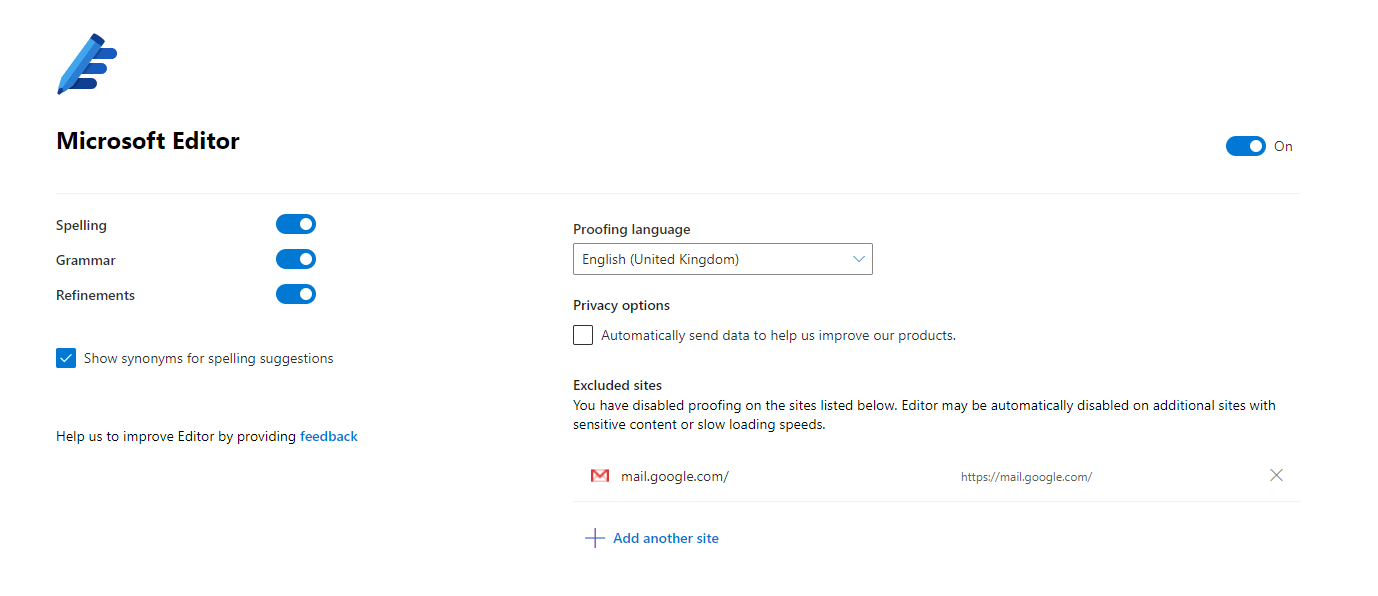 Microsoft Editor
On
Spelling
Grammar
Refinements
Show synonyms for spelling suggestions
Help us to improve Editor by providing feedback
Proofing language
English (United Kingdom)
Privacy options
Automatically send data to help us improve our products.
Excluded sites
You have disabled proofing on the sites listed below. Editor may be automatically disabled on additional sites with
sensitive content or slow loading speeds.
mail.google.com/ https://mail.google.com/
Add another site